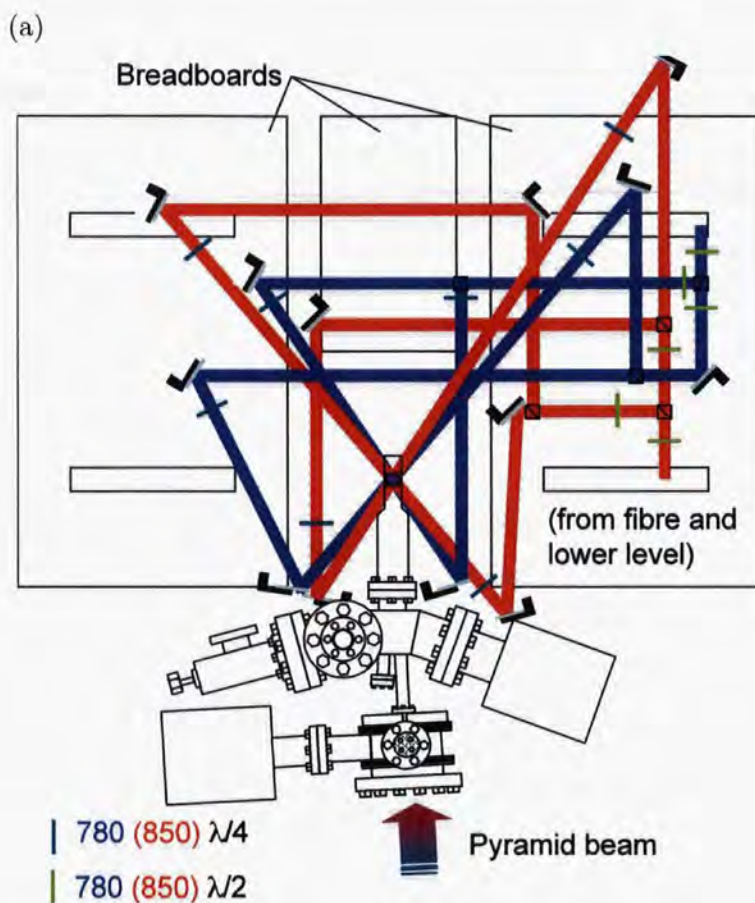 (a)
Breadboards
(from fibre and
lower level)
Pyramid beam
780 (850) λ/4
780 (850) λ/2